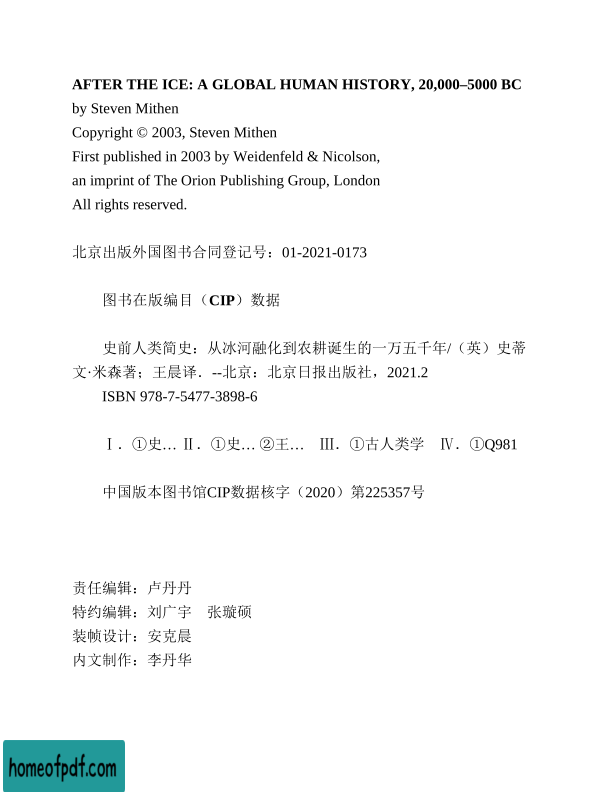 AFTER THE ICE: A GLOBAL HUMAN HISTORY, 20,000–5000 BC
by Steven Mithen
Copyright © 2003, Steven Mithen
First published in 2003 by Weidenfeld & Nicolson,
an imprint of The Orion Publishing Group, London
All rights reserved.
北京出版外国图书合同登记号：01-2021-0173
图书在版编目（CIP）数据
史前人类简史：从冰河融化到农耕诞生的一万五千年/（英）史蒂
文·米森著；王晨译．--北京：北京日报出版社，2021.2
ISBN 978-7-5477-3898-6
Ⅰ．①史… Ⅱ．①史… ②王…　Ⅲ．①古人类学　Ⅳ．①Q981
中国版本图书馆CIP数据核字（2020）第225357号
责任编辑：卢丹丹
特约编辑：刘广宇　张璇硕
装帧设计：安克晨
内文制作：李丹华
homeofpdf.com